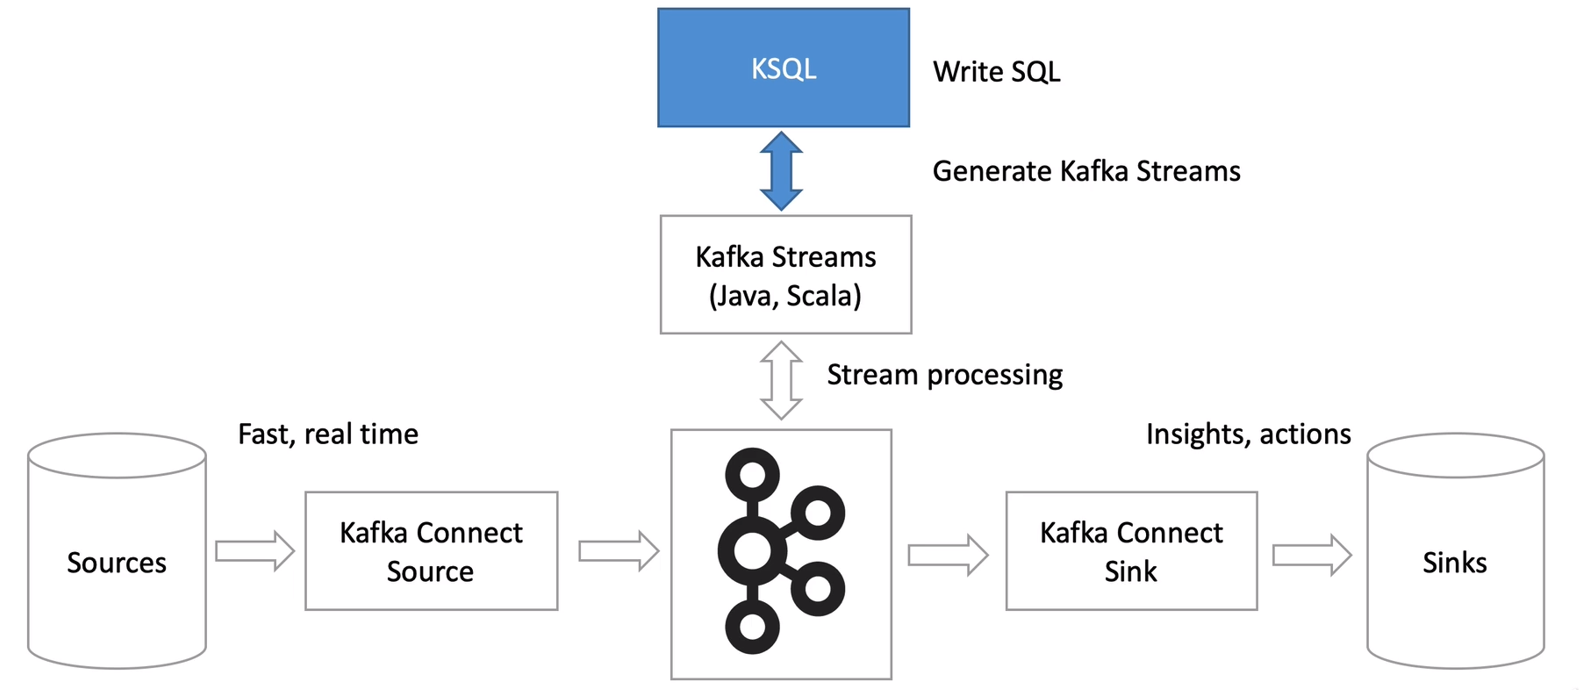 KSQL
Write SQL
Generate Kafka Streams
Kafka Streams
(Java, Scala)
Stream processing
Fast, real time
Insights, actions
Sources
Kafka Connect
Source
Kafka Connect
Sink
Sinks